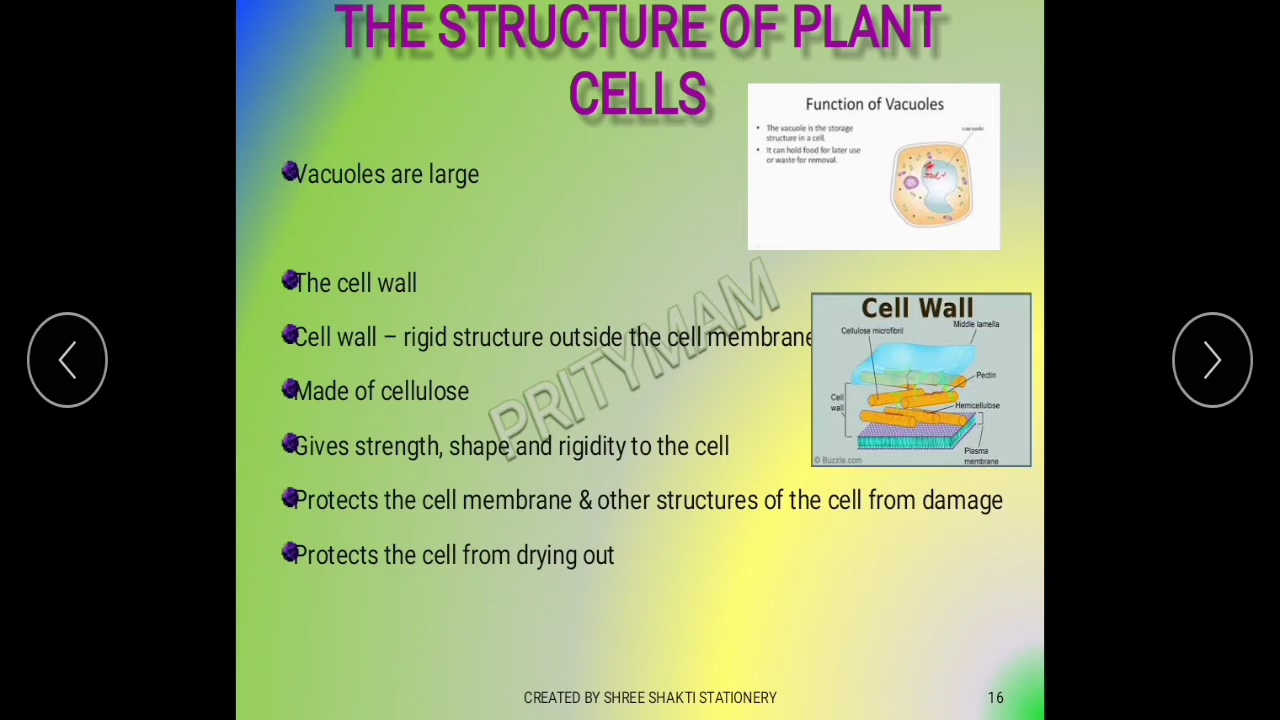 THE STRUCTURE OF PLANT
CELLS
Function of Vacuoles
• The vacuole is the storage
structure in a cell.
• It can hold food for later use
or waste for removal.
vacuole
Vacuoles are large
The cell wall
Cell wall – rigid structure outside the cell membrane
Made of cellulose
Gives strength, shape and rigidity to the cell
Protects the cell membrane & other structures of the cell from damage
Protects the cell from drying out
Cell Wall
Middle lamella
Cellulose microfibril
Pectin
Cell
wall
Hemicellulose
Plasma
membrane
© Buzzle.com
PRITYMAM
CREATED BY SHREE SHAKTI STATIONERY
16